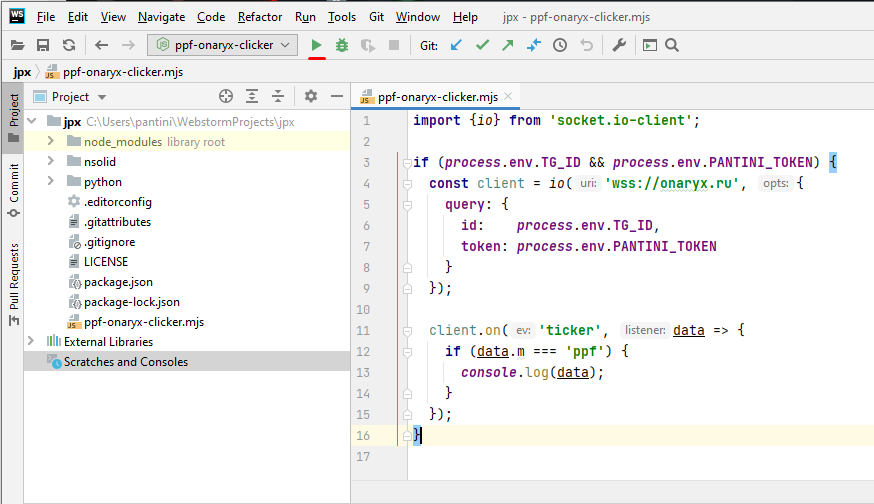 WS File Edit View Navigate Code Refactor Run Tools Git Window Help jpx - ppf-onaryx-clicker.mjs
ppf-onaryx-clicker Git:
jpx ppf-onaryx-clicker.mjs
Project
Commit
Pull Requests
Project
jpx C:\Users\pantini\WebstormProjects\jpx
node_modules library root
nsolid
python
.editorconfig
.gitattributes
.gitignore
LICENSE
package.json
package-lock.json
ppf-onaryx-clicker.mjs
External Libraries
Scratches and Consoles
ppf-onaryx-clicker.mjs
1 import {io} from 'socket.io-client';
2
3 if (process.env.TG_ID && process.env.PANTINI_TOKEN) {
4 const client = io( uri: 'wss://onaryx.ru', opts: {
5 query: {
6 id: process.env.TG_ID,
7 token: process.env.PANTINI_TOKEN
8 }
9 });
10
11 client.on( ev: 'ticker', listener: data => {
12 if (data.m === 'ppf') {
13 console.log(data);
14 }
15 });
16 }
17